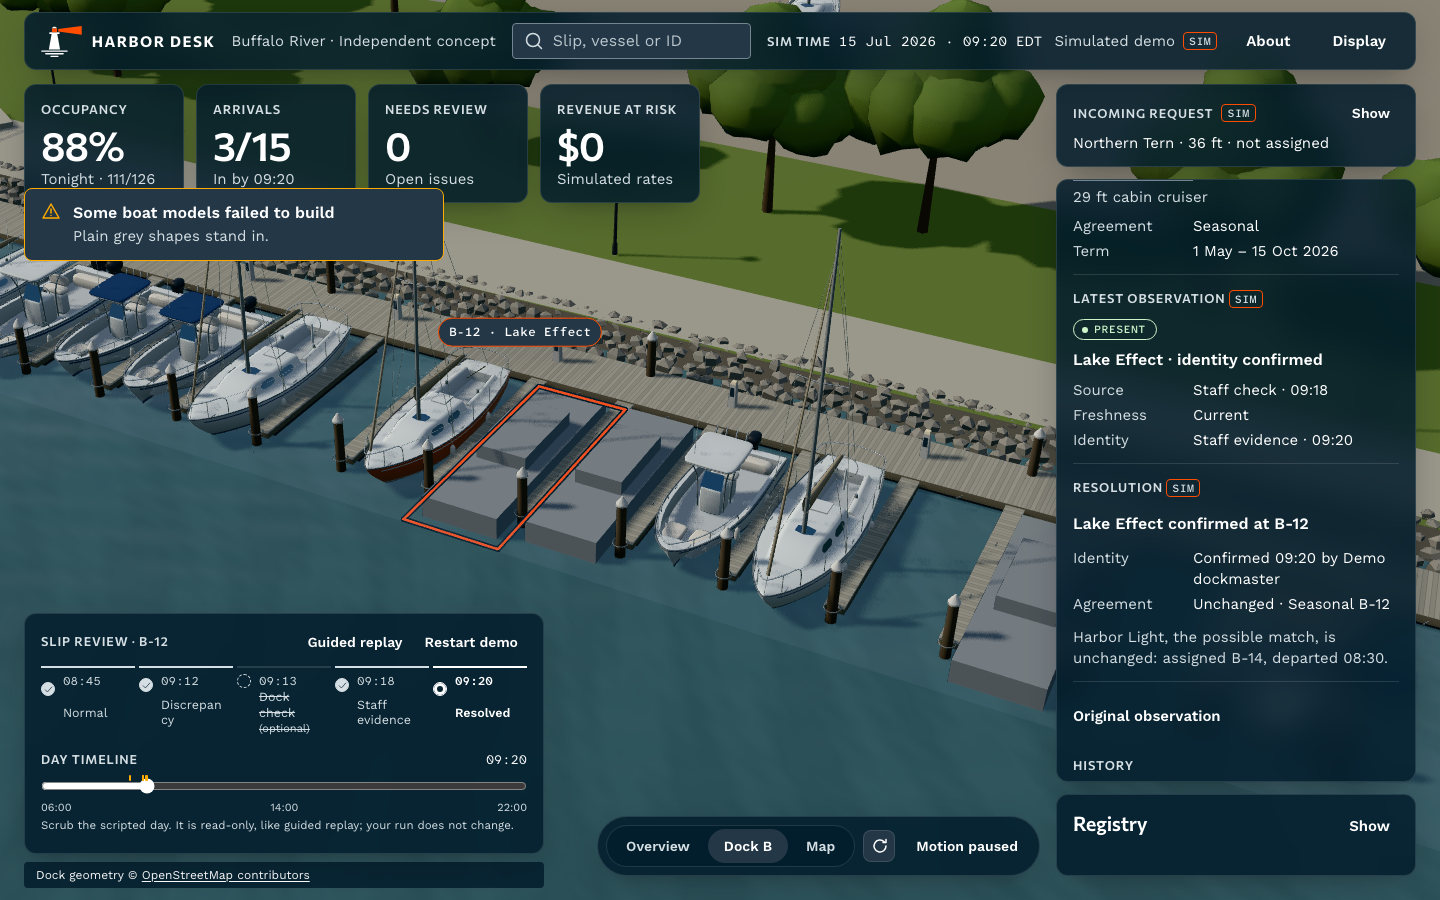 HARBOR DESK
Buffalo River · Independent concept
Slip, vessel or ID
SIM TIME 15 Jul 2026 · 09:20 EDT
Simulated demo SIM
About
Display
OCCUPANCY
88%
Tonight · 111/126
ARRIVALS
3/15
In by 09:20
NEEDS REVIEW
0
Open issues
REVENUE AT RISK
$0
Simulated rates
Some boat models failed to build
Plain grey shapes stand in.
B-12 · Lake Effect
INCOMING REQUEST SIM
Show
Northern Tern · 36 ft · not assigned
29 ft cabin cruiser
Agreement Seasonal
Term 1 May – 15 Oct 2026
LATEST OBSERVATION SIM
PRESENT
Lake Effect · identity confirmed
Source Staff check · 09:18
Freshness Current
Identity Staff evidence · 09:20
RESOLUTION SIM
Lake Effect confirmed at B-12
Identity Confirmed 09:20 by Demo
dockmaster
Agreement Unchanged · Seasonal B-12
Harbor Light, the possible match, is
unchanged: assigned B-14, departed 08:30.
Original observation
HISTORY
Registry
Show
SLIP REVIEW · B-12
Guided replay
Restart demo
08:45
Normal
09:12
Discrepan
cy
09:13
Dock
check
(optional)
09:18
Staff
evidence
09:20
Resolved
DAY TIMELINE
09:20
06:00
14:00
22:00
Scrub the scripted day. It is read-only, like guided replay; your run does not change.
Dock geometry © OpenStreetMap contributors
Overview
Dock B
Map
Motion paused